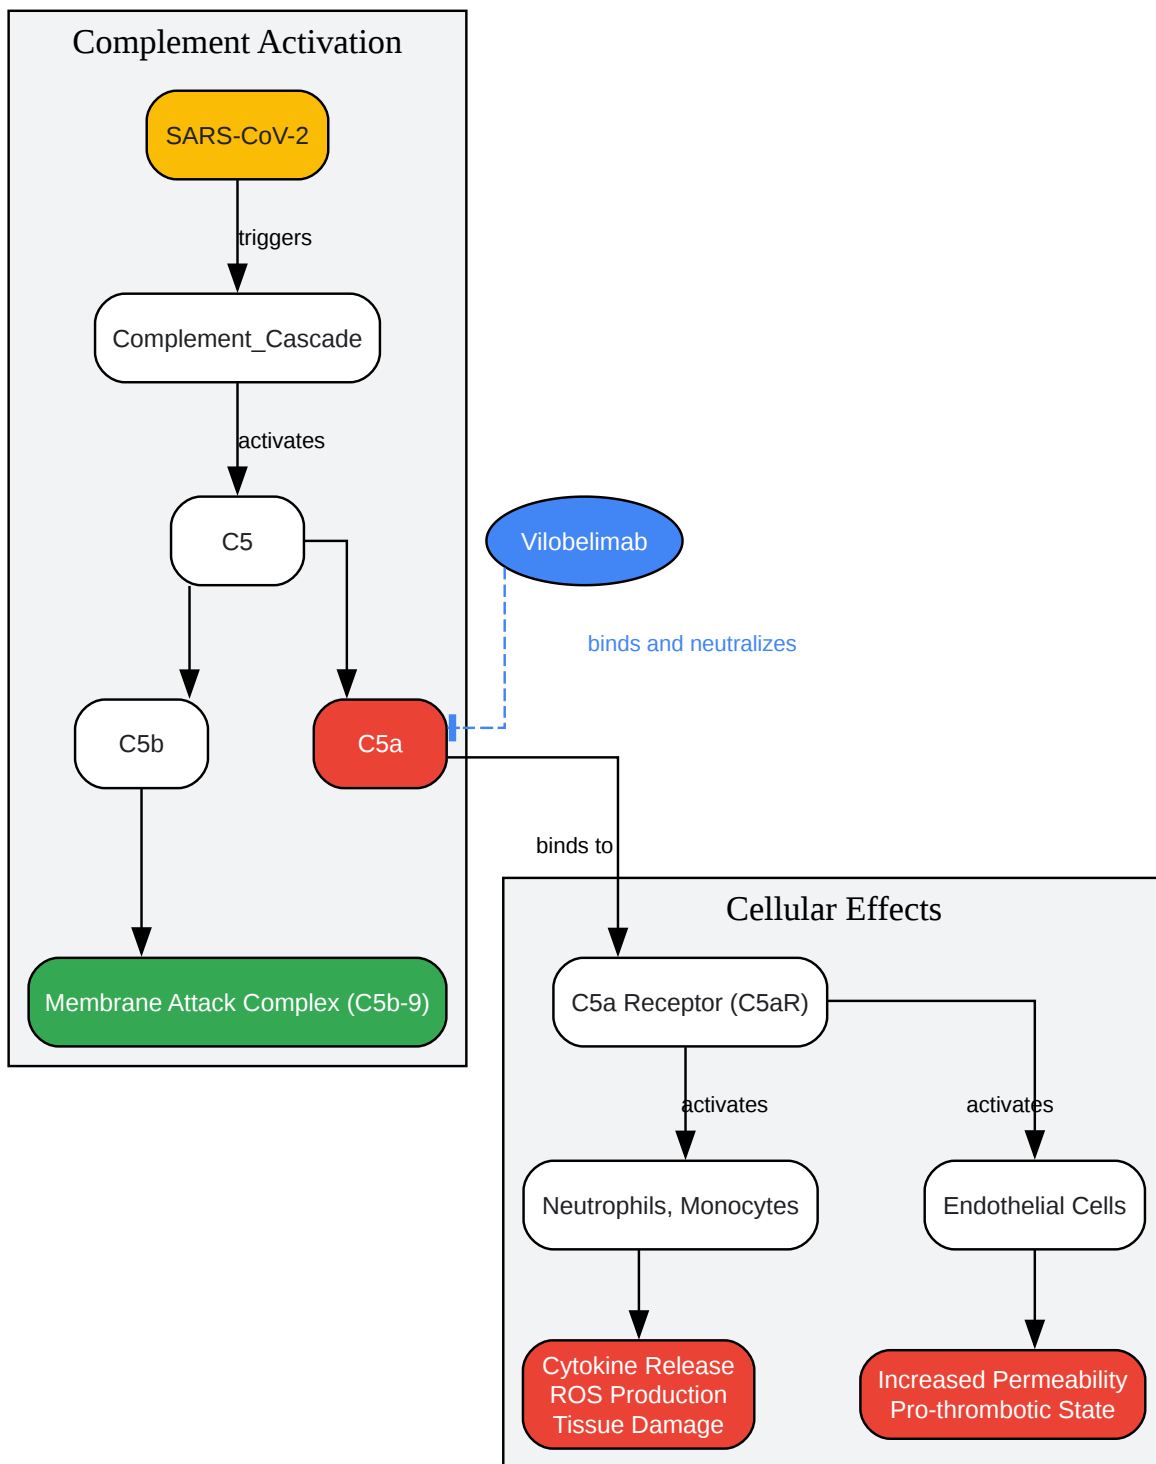 Complement Activation
SARS-CoV-2
triggers
Complement_Cascade
activates
C5
Vilobelimab
binds and neutralizes
C5b
C5a
binds to
Cellular Effects
Membrane Attack Complex (C5b-9)
C5a Receptor (C5aR)
activates
activates
Neutrophils, Monocytes
Endothelial Cells
Cytokine Release
ROS Production
Tissue Damage
Increased Permeability
Pro-thrombotic State